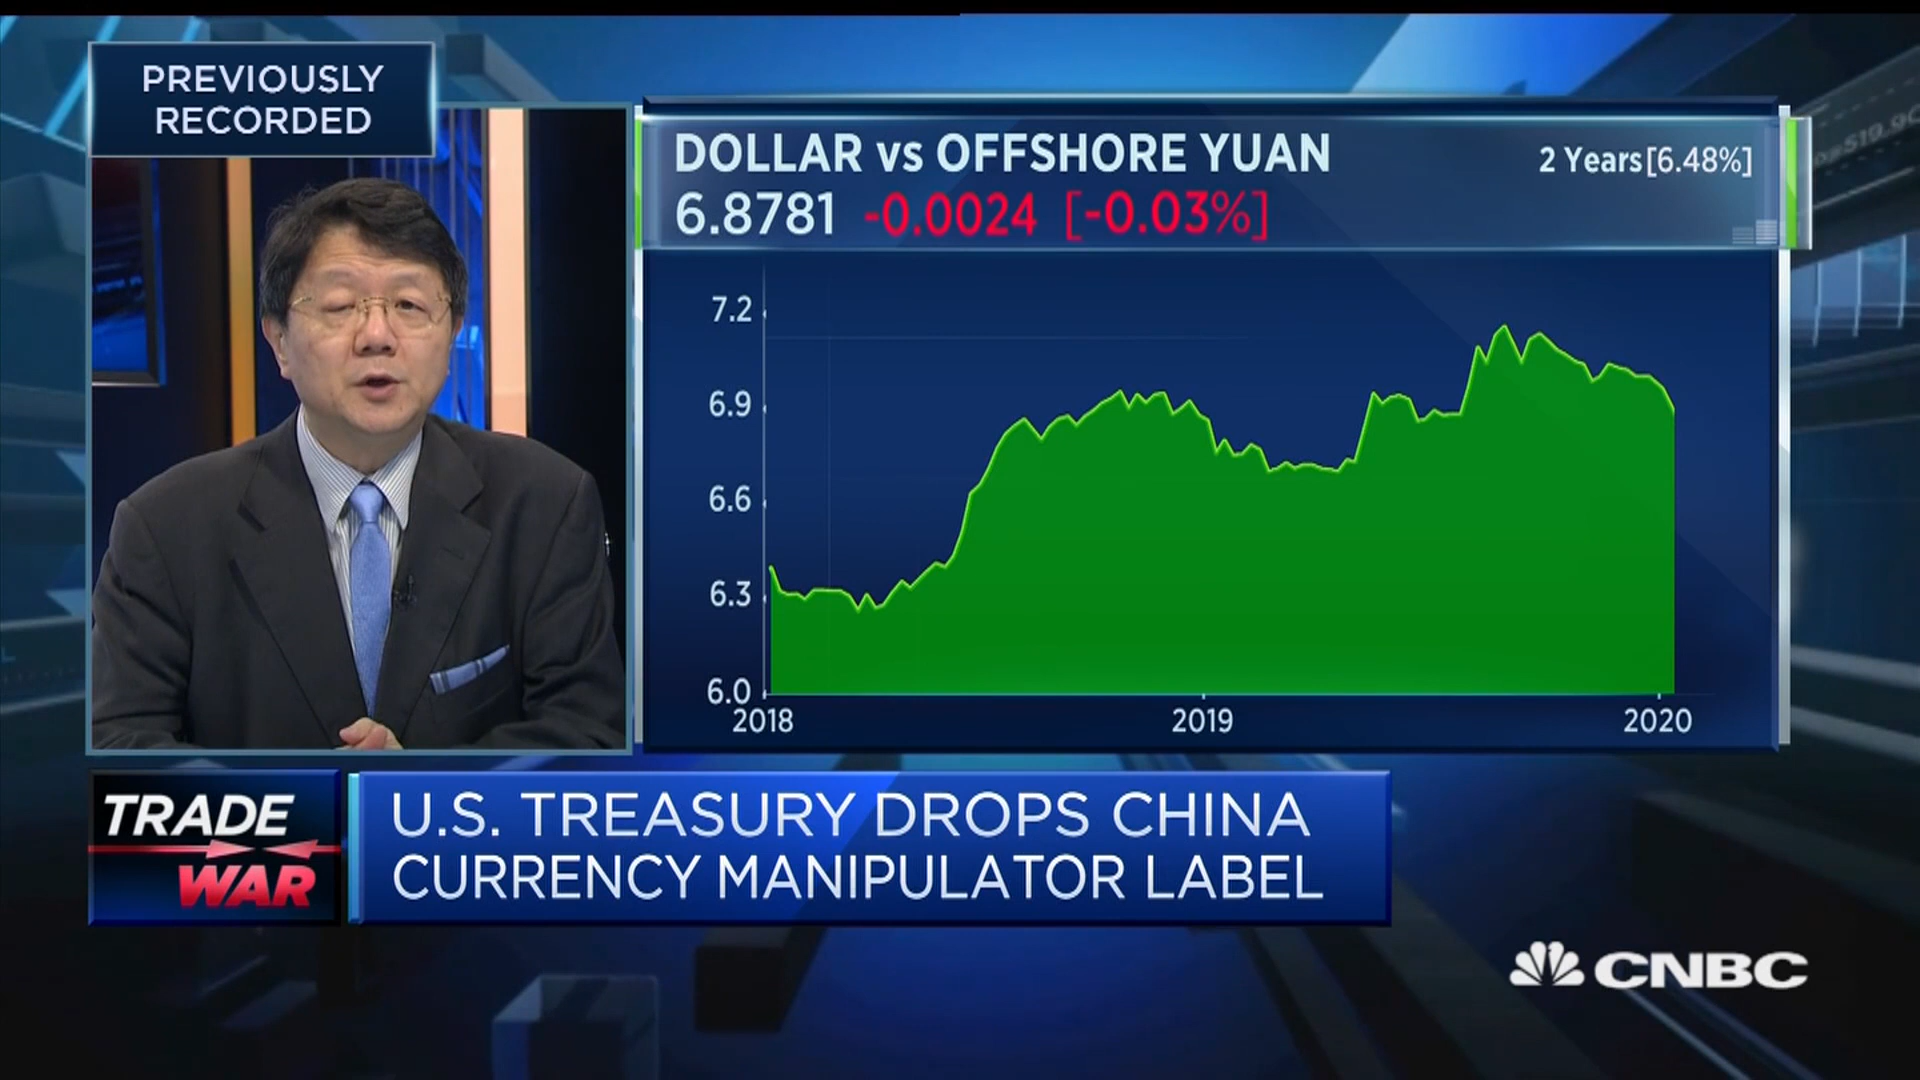 PREVIOUSLY
RECORDED
DOLLAR vs OFFSHORE YUAN
2 Years[6.48%]
6.8781 -0.0024 [-0.03%]
7.2
6.9
6.6
6.3
6.0
2018 2019 2020
TRADE
WAR
U.S. TREASURY DROPS CHINA
CURRENCY MANIPULATOR LABEL
CNBC